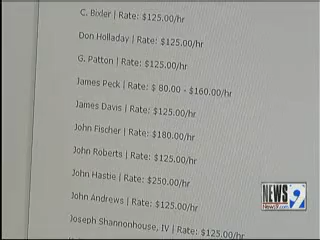 C. Bixler | Rate: $125.00/hr
Don Holladay | Rate: $125.00/hr
G. Patton | Rate: $125.00/hr
James Peck | Rate: $ 80.00 - $160.00/hr
James Davis | Rate: $125.00/hr
John Fischer | Rate: $180.00/hr
John Roberts | Rate: $125.00/hr
John Hastie | Rate: $250.00/hr
John Andrews | Rate: $125.00/hr
Joseph Shannonhouse, IV | Rate: $125.00/hr
NEWS 9
News9.com